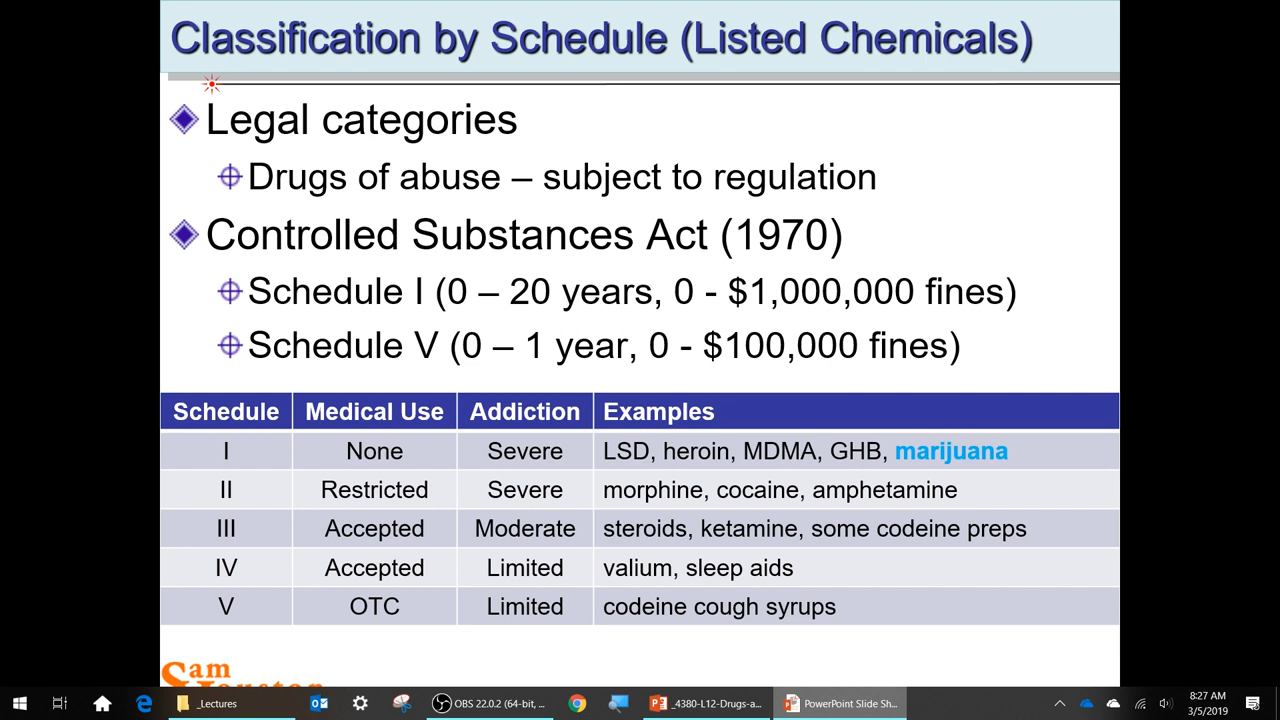 Classification by Schedule (Listed Chemicals)
Legal categories
Drugs of abuse – subject to regulation
Controlled Substances Act (1970)
Schedule I (0 – 20 years, 0 - $1,000,000 fines)
Schedule V (0 – 1 year, 0 - $100,000 fines)
Schedule Medical Use Addiction Examples
I None Severe LSD, heroin, MDMA, GHB, marijuana
II Restricted Severe morphine, cocaine, amphetamine
III Accepted Moderate steroids, ketamine, some codeine preps
IV Accepted Limited valium, sleep aids
V OTC Limited codeine cough syrups
Sam
Houston
_Lectures OBS 22.0.2 (64-bit, ... _4380-L12-Drugs-a... PowerPoint Slide Sh... 8:27 AM
3/5/2019